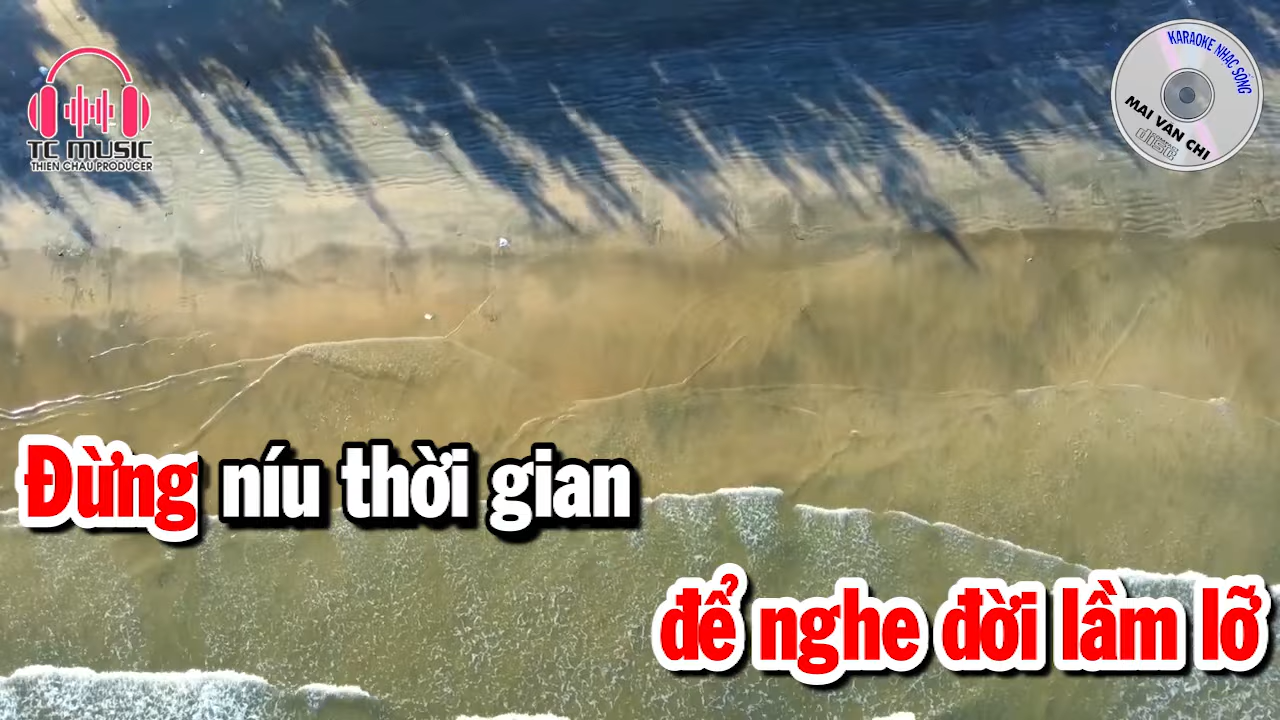 TC MUSIC
THIEN CHAU PRODUCER
KARAOKE NHẠC SỐNG
MAI VAN CHI
disc
Đừng níu thời gian
để nghe đời lầm lỡ